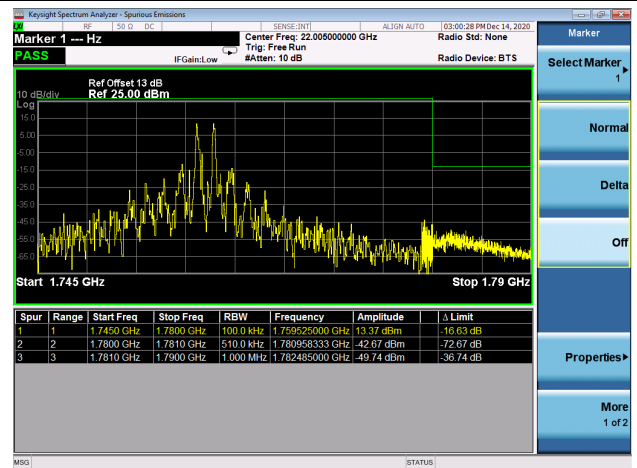 Keysight Spectrum Analyzer - Spurious Emissions
LXI RF 50 Ω DC SENSE:INT ALIGN AUTO 03:00:28 PM Dec 14, 2020
Marker 1 --- Hz
Center Freq: 22.005000000 GHz
Radio Std: None
Trig: Free Run
PASS
IFGain:Low
#Atten: 10 dB
Radio Device: BTS
Ref Offset 13 dB
10 dB/div Ref 25.00 dBm
Log
15.0
5.00
-5.00
-15.0
-25.0
-35.0
-45.0
-55.0
-65.0
Start 1.745 GHz Stop 1.79 GHz
Spur Range Start Freq Stop Freq RBW Frequency Amplitude Δ Limit
1 1 1.7450 GHz 1.7800 GHz 100.0 kHz 1.759525000 GHz 13.37 dBm -16.63 dB
2 2 1.7800 GHz 1.7810 GHz 510.0 kHz 1.780958333 GHz -42.67 dBm -72.67 dB
3 3 1.7810 GHz 1.7900 GHz 1.000 MHz 1.782485000 GHz -49.74 dBm -36.74 dB
MSG STATUS
Marker
Select Marker
1
Normal
Delta
Off
Properties
More
1 of 2